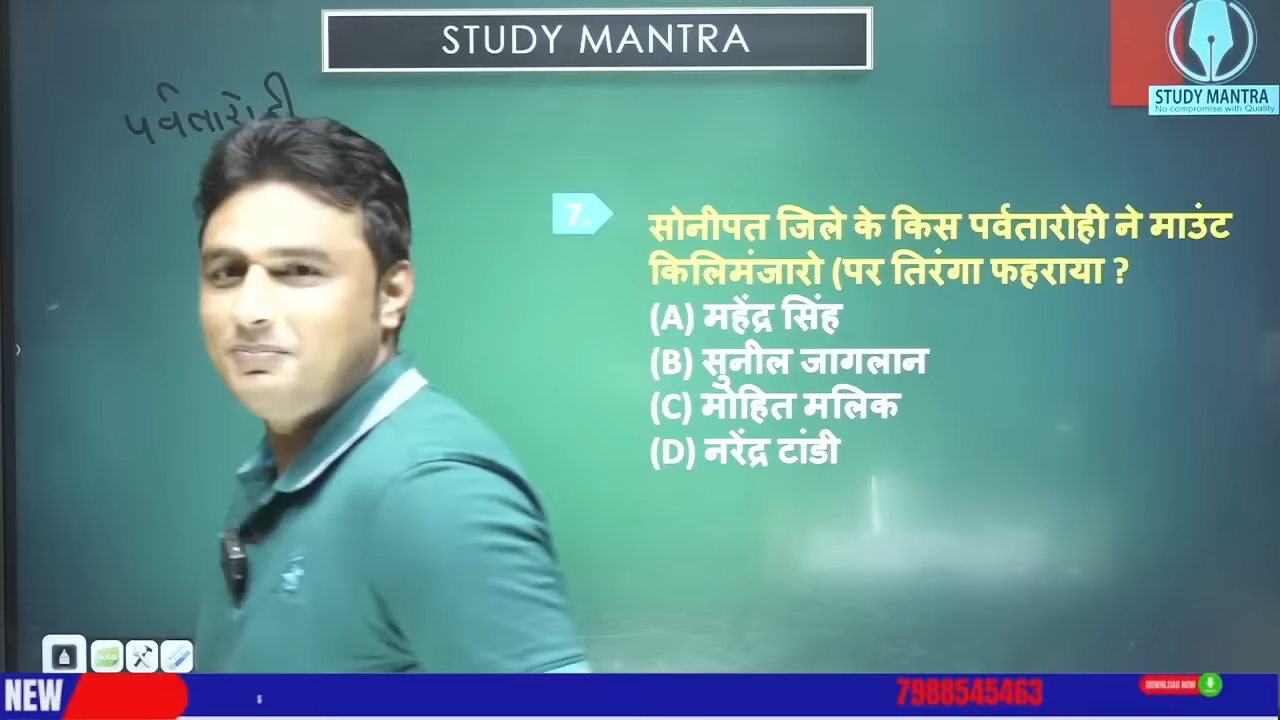 STUDY MANTRA
STUDY MANTRA
No compromise with Quality
पर्वतारोही
7.
सोनीपत जिले के किस पर्वतारोही ने माउंट
किलिमंजारो (पर तिरंगा फहराया ?
(A) महेंद्र सिंह
(B) सुनील जागलान
(C) मोहित मलिक
(D) नरेंद्र टांडी
NEW
7988545463
DOWNLOAD NOW